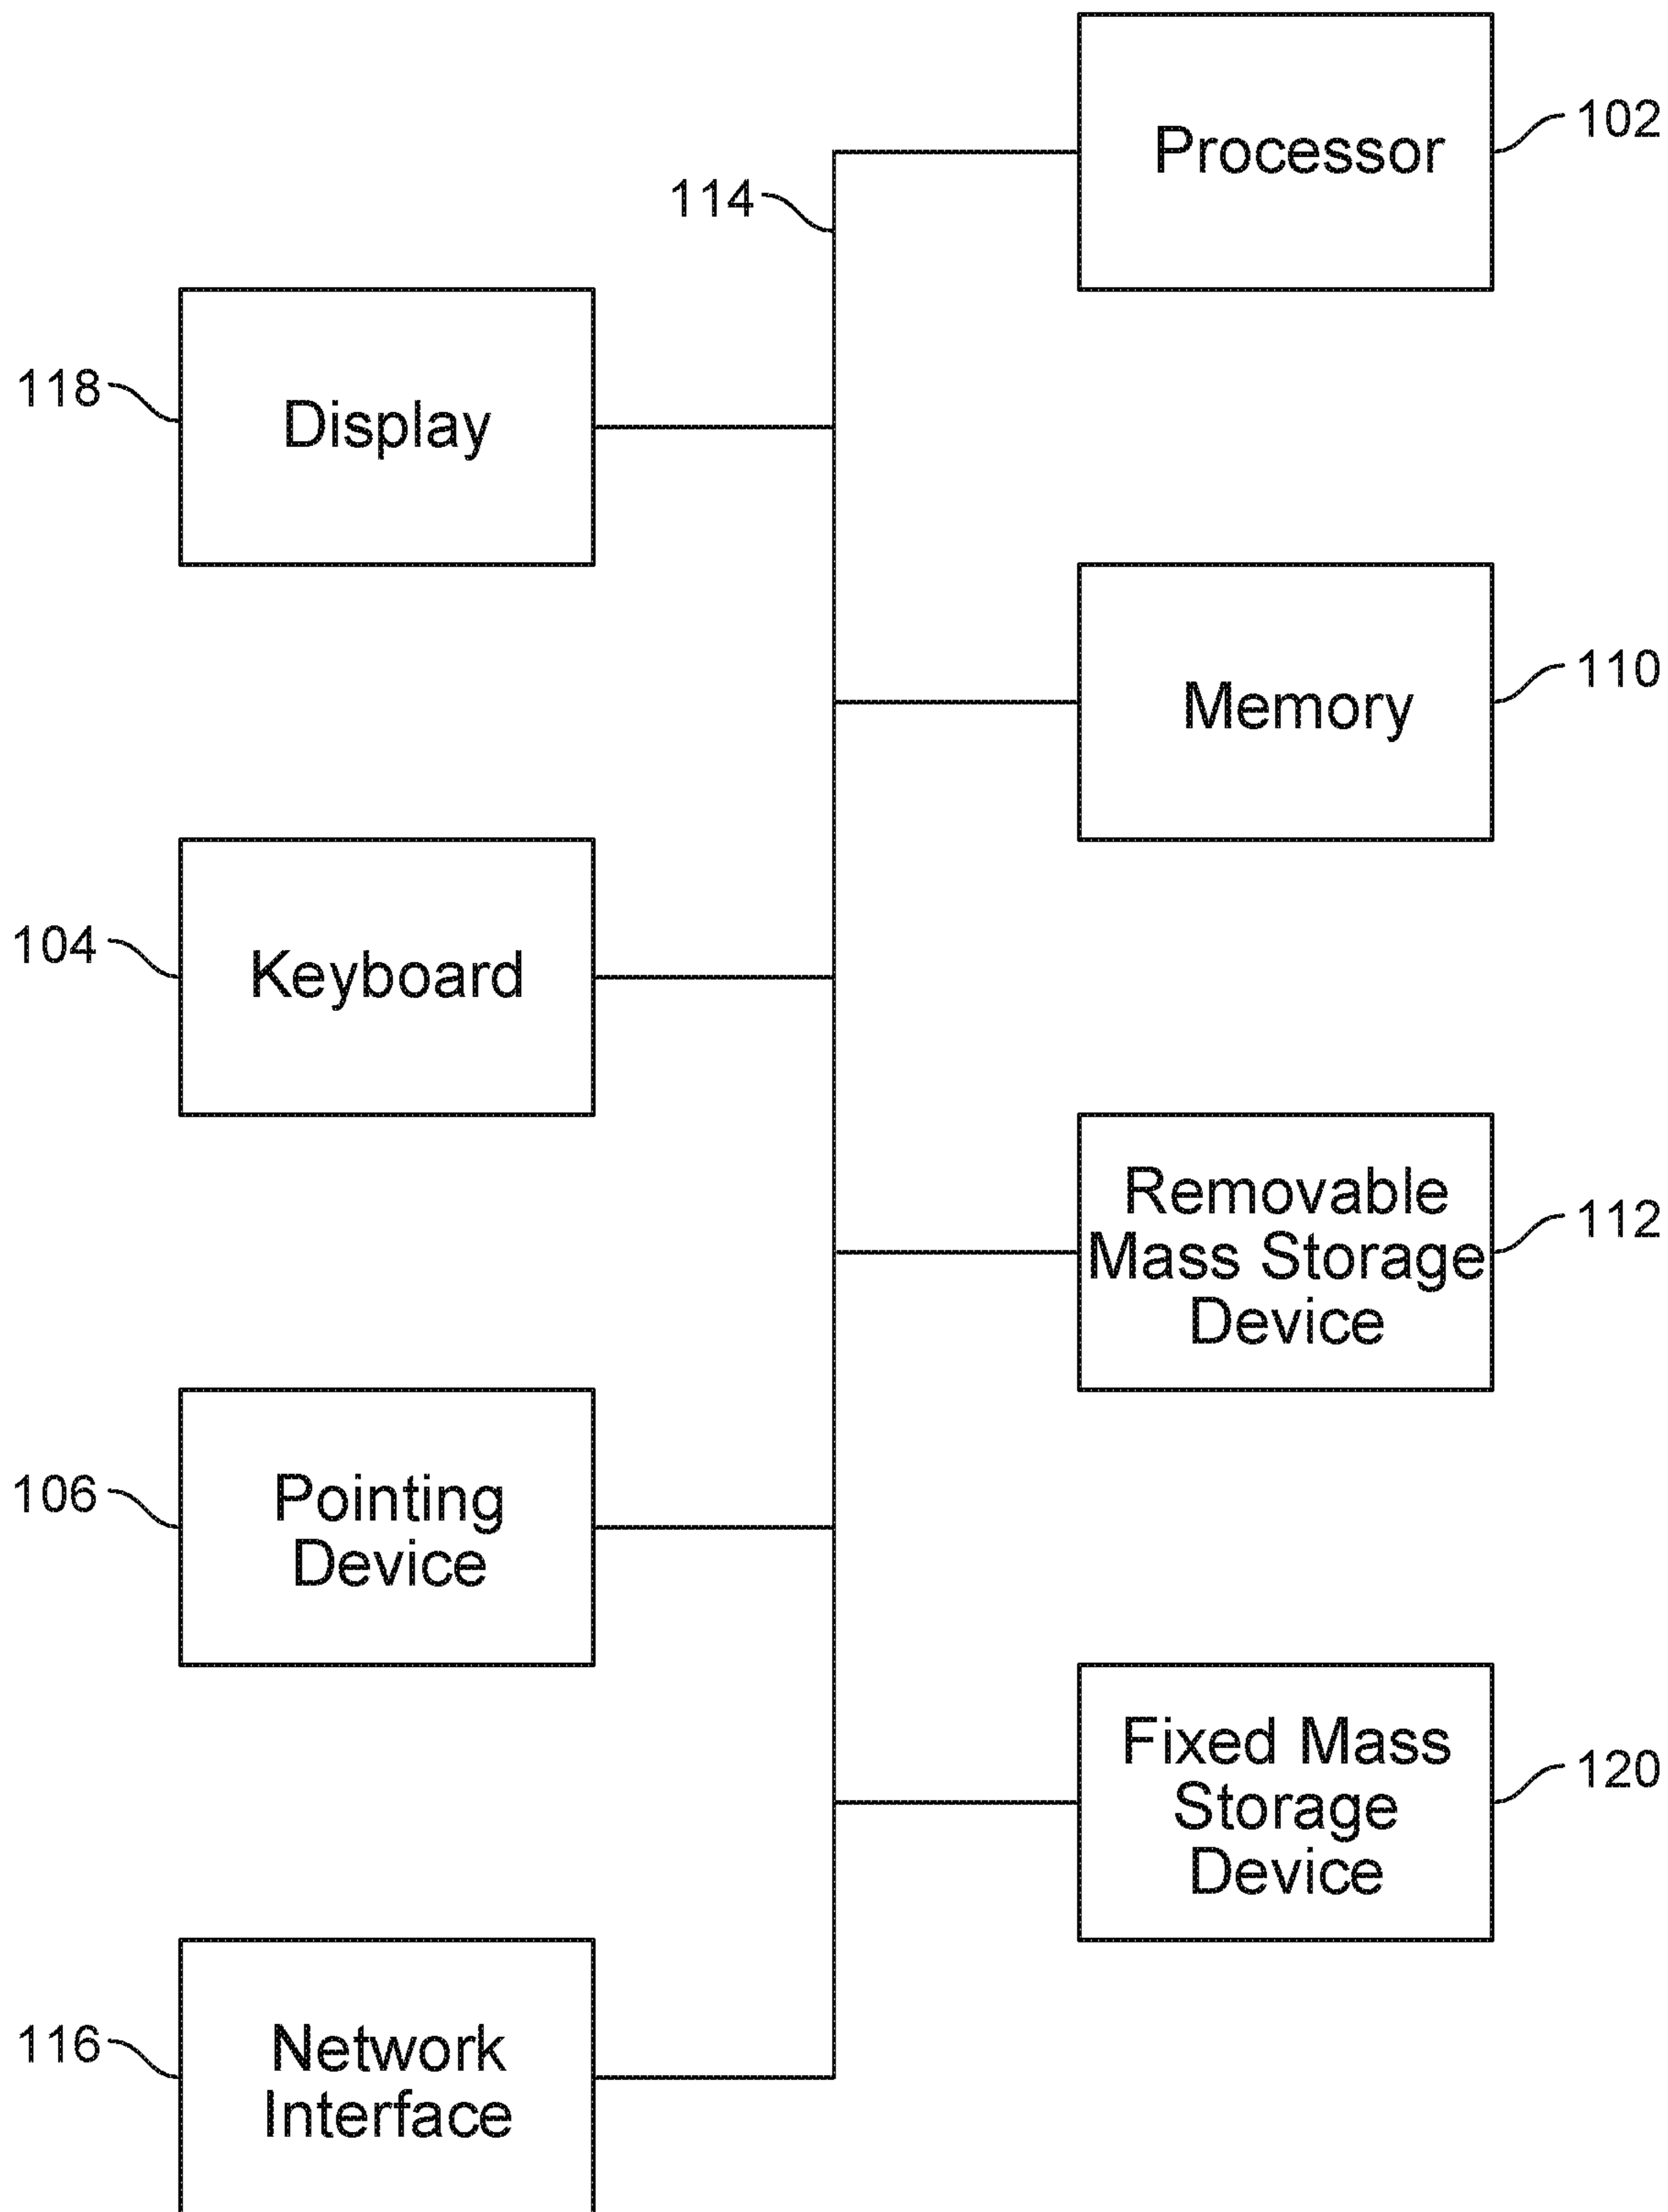 Processor
102
114
118
Display
Memory
110
104
Keyboard
Removable
Mass Storage
Device
112
106
Pointing
Device
Fixed Mass
Storage
Device
120
116
Network
Interface